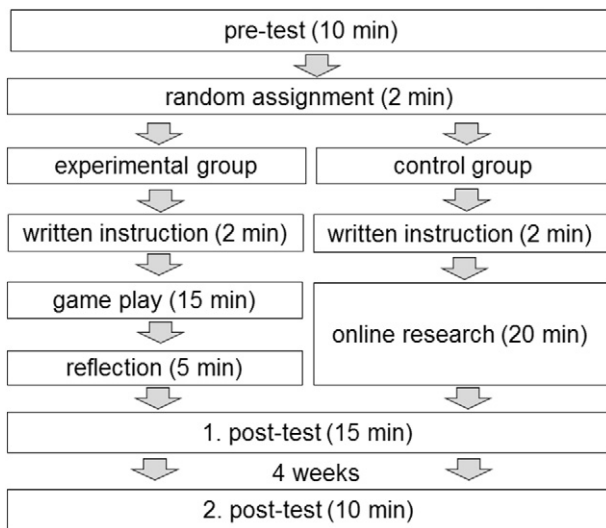 pre-test (10 min)
random assignment (2 min)
experimental group
control group
written instruction (2 min)
written instruction (2 min)
game play (15 min)
online research (20 min)
reflection (5 min)
1. post-test (15 min)
4 weeks
2. post-test (10 min)